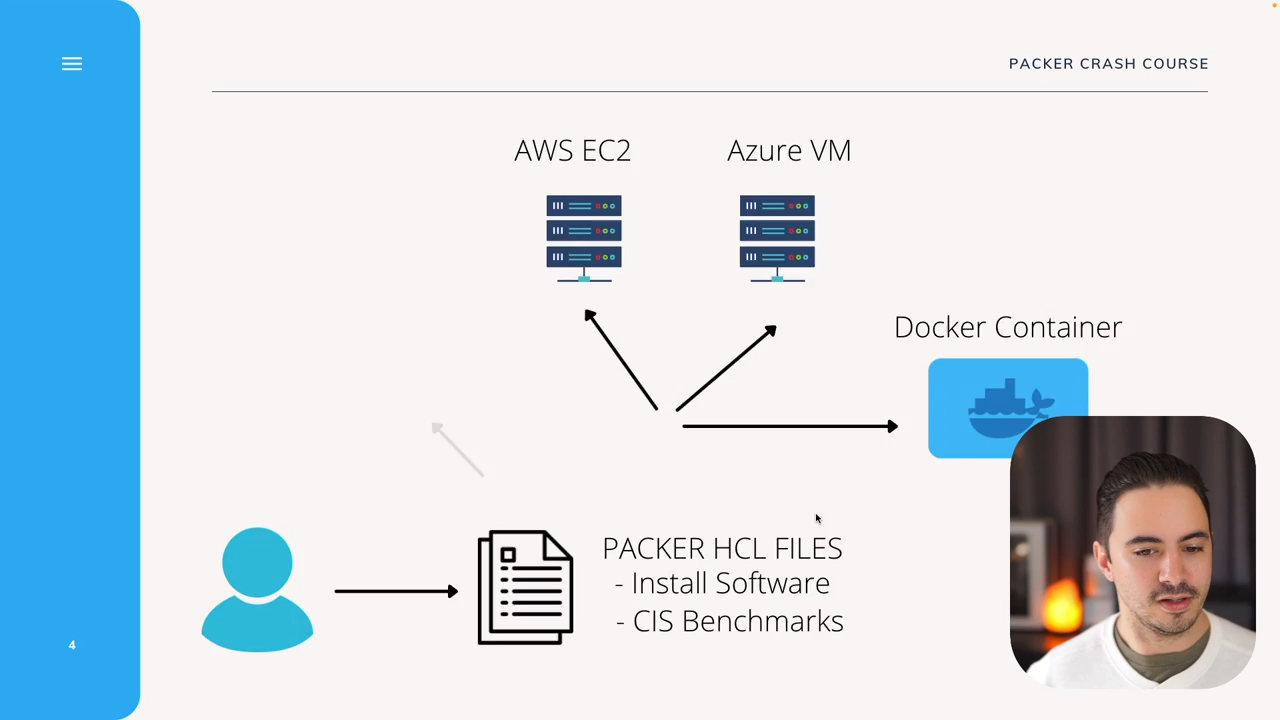 PACKER CRASH COURSE
AWS EC2
Azure VM
Docker Container
PACKER HCL FILES
- Install Software
- CIS Benchmarks
4